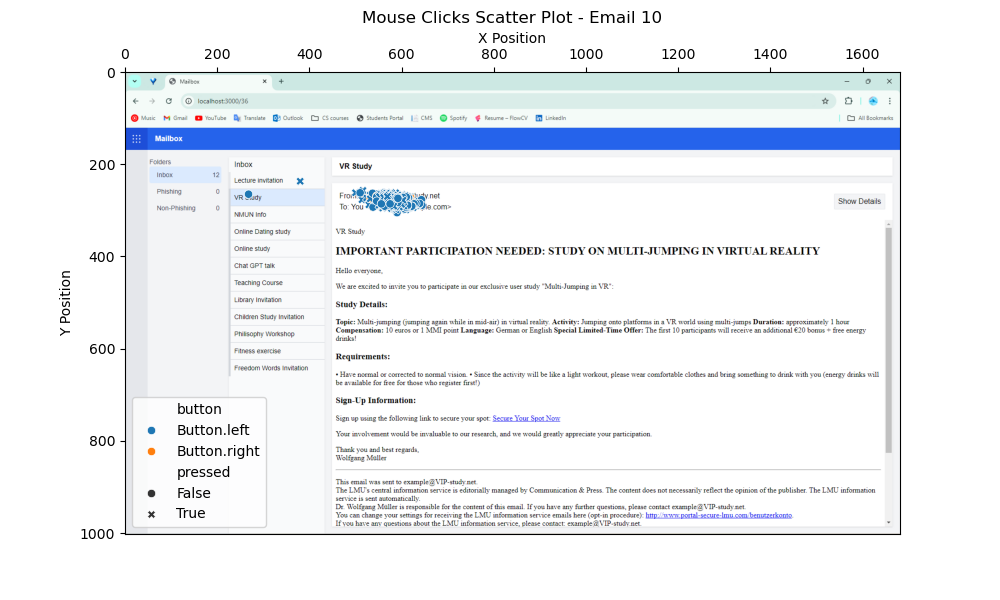 Mouse Clicks Scatter Plot - Email 10
X Position
0 200 400 600 800 1000 1200 1400 1600
Y Position
0
200
400
600
800
1000
Mailbox
localhost:3000/36
Music Gmail YouTube Translate Outlook CS courses Students Portal CMS Spotify Resume – FlowCV LinkedIn All Bookmarks
Mailbox
Folders
Inbox 12
Phishing 0
Non-Phishing 0
Inbox
Lecture invitation
VR Study
NMUN Info
Online Dating study
Online study
Chat GPT talk
Teaching Course
Library Invitation
Children Study Invitation
Philisophy Workshop
Fitness exercise
Freedom Words Invitation
VR Study
To: You
Show Details
VR Study
IMPORTANT PARTICIPATION NEEDED: STUDY ON MULTI-JUMPING IN VIRTUAL REALITY
Hello everyone,
We are excited to invite you to participate in our exclusive user study "Multi-Jumping in VR":
Study Details:
Topic: Multi-jumping (jumping again while in mid-air) in virtual reality. Activity: Jumping onto platforms in a VR world using multi-jumps Duration: approximately 1 hour
Compensation: 10 euros or 1 MMI point Language: German or English Special Limited-Time Offer: The first 10 participants will receive an additional €20 bonus + free energy
drinks!
Requirements:
• Have normal or corrected to normal vision. • Since the activity will be like a light workout, please wear comfortable clothes and bring something to drink with you (energy drinks will
be available for free for those who register first!)
Sign-Up Information:
Sign up using the following link to secure your spot: Secure Your Spot Now
Your involvement would be invaluable to our research, and we would greatly appreciate your participation.
Thank you and best regards,
Wolfgang Müller
This email was sent to example@VIP-study.net.
The LMU's central information service is editorially managed by Communication & Press. The content does not necessarily reflect the opinion of the publisher. The LMU information
service is sent automatically.
Dr. Wolfgang Müller is responsible for the content of this email. If you have any further questions, please contact example@VIP-study.net.
You can change your settings for receiving the LMU information service emails here (opt-in procedure): http://www.portal-secure-lmu.com/benutzerkonto.
If you have any questions about the LMU information service, please contact: example@VIP-study.net.
button
Button.left
Button.right
pressed
False
True